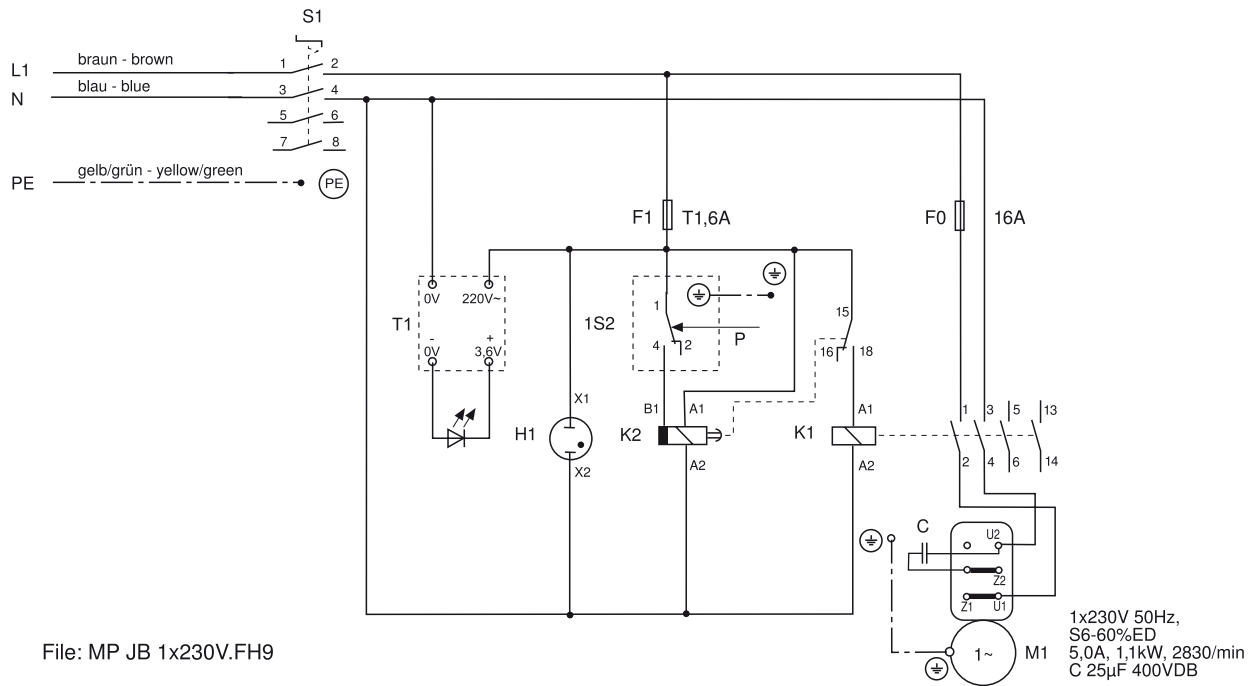 S1
braun - brown
L1 1 2
blau - blue
N 3 4
5 6
7 8
gelb/grün - yellow/green
PE PE
F1 T1,6A F0 16A
0V 220V~
T1
- +
0V 3,6V
1S2
1
4 2
P
15
16 18
X1
H1
X2
B1 A1
K2
A2
K1
A1
A2
1 3 5 13
2 4 6 14
C
U2
Z2
Z1 U1
1~ M1
1x230V 50Hz,
S6-60%ED
5,0A, 1,1kW, 2830/min
C 25µF 400VDB
File: MP JB 1x230V.FH9